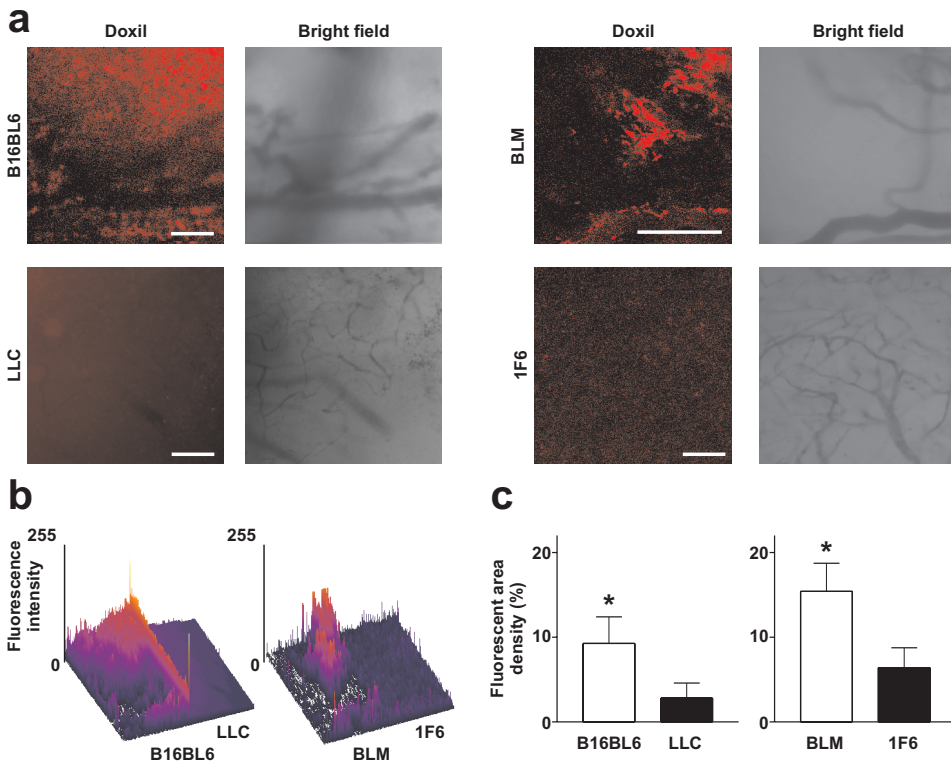 a
Doxil Bright field Doxil Bright field
B16BL6
BLM
LLC
1F6
b
c
Fluorescence
intensity
255
0
B16BL6
LLC
255
0
BLM
1F6
Fluorescent area
density (%)
20
10
0
*
B16BL6 LLC
20
10
0
*
BLM 1F6